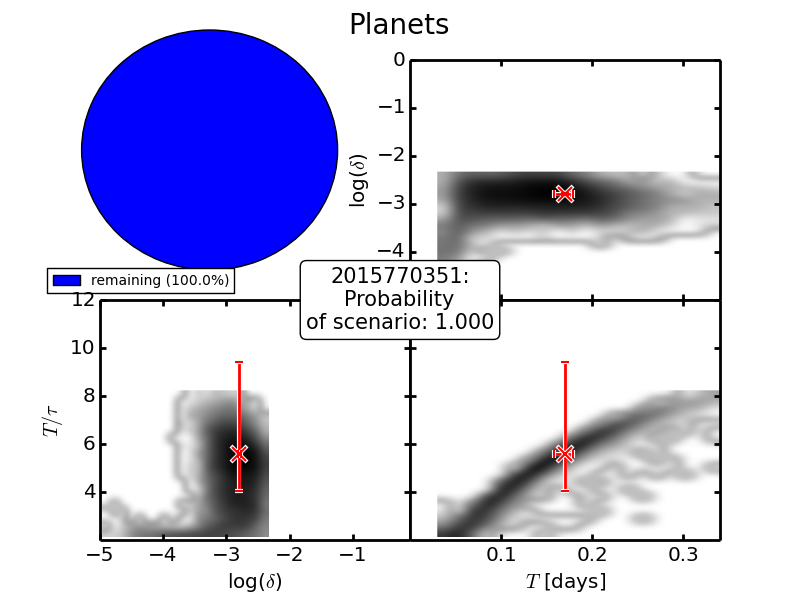 Planets
0
−1
−2
−3
−4
log(δ)
remaining (100.0%)
2015770351:
Probability
of scenario: 1.000
12
10
8
6
4
T/τ
−5 −4 −3 −2 −1
log(δ)
0.1 0.2 0.3
T [days]